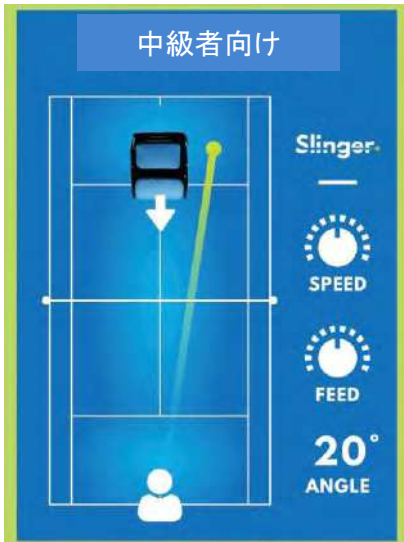 中級者向け
Slinger
SPEED
FEED
20°
ANGLE